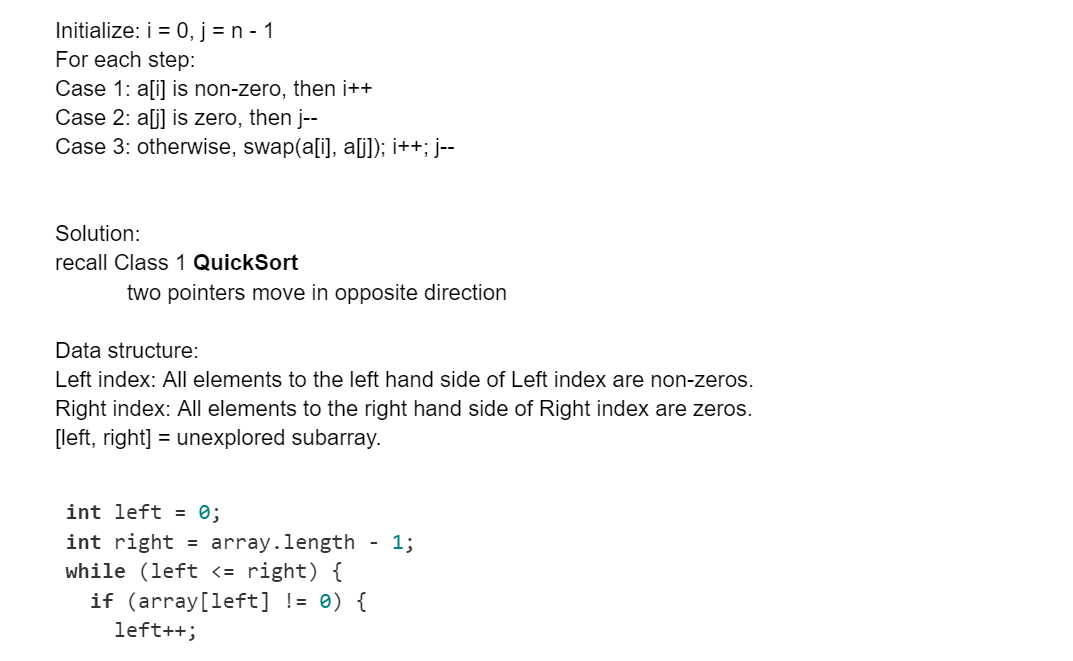 Initialize: i = 0, j = n - 1
For each step:
Case 1: a[i] is non-zero, then i++
Case 2: a[j] is zero, then j--
Case 3: otherwise, swap(a[i], a[j]); i++; j--
Solution:
recall Class 1 QuickSort
two pointers move in opposite direction
Data structure:
Left index: All elements to the left hand side of Left index are non-zeros.
Right index: All elements to the right hand side of Right index are zeros.
[left, right] = unexplored subarray.
int left = 0;
int right = array.length - 1;
while (left <= right) {
if (array[left] != 0) {
left++;